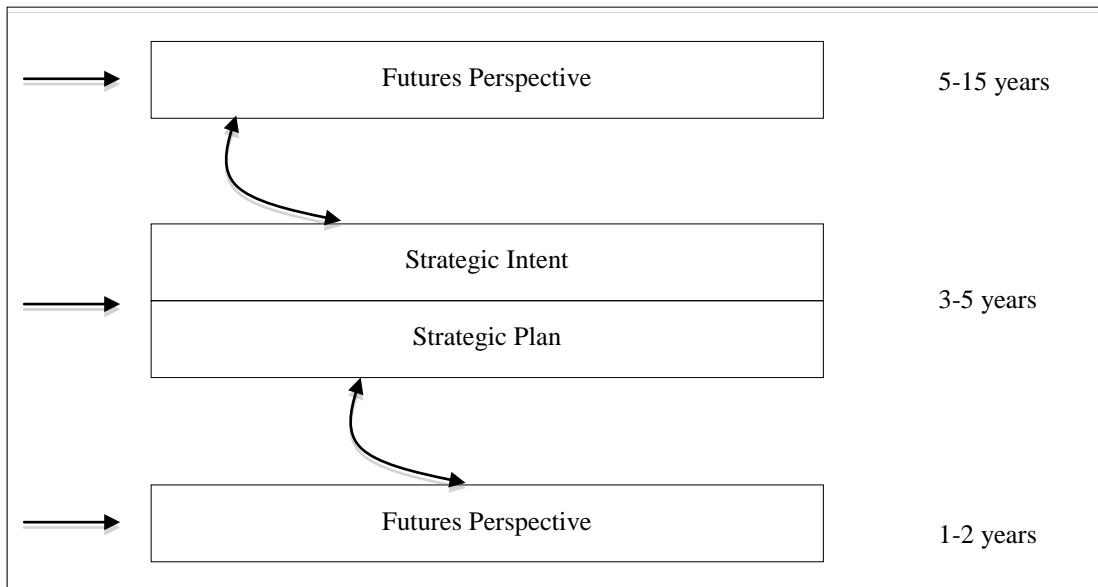 Futures Perspective
5-15 years
Strategic Intent
3-5 years
Strategic Plan
Futures Perspective
1-2 years